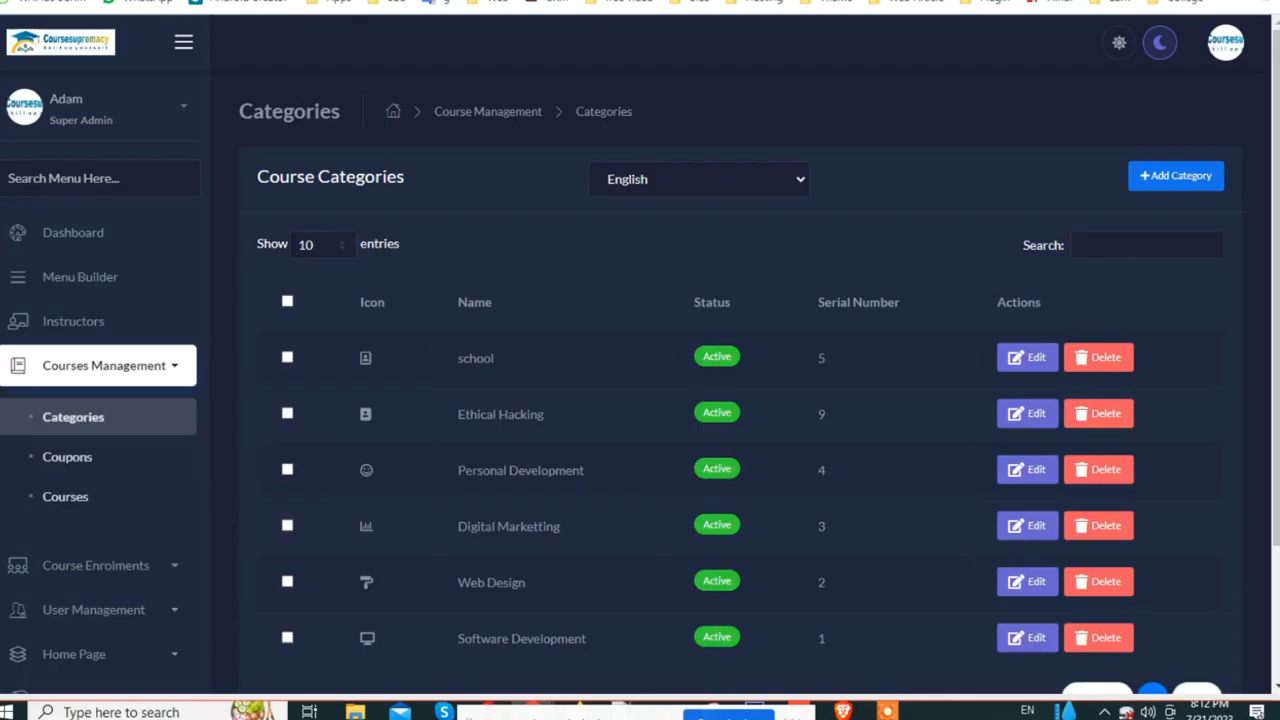 Coursesupremacy
Skill up yourself
Adam
Super Admin
Search Menu Here...
Dashboard
Menu Builder
Instructors
Courses Management
Categories
Coupons
Courses
Course Enrolments
User Management
Home Page
Categories
Course Management
Categories
Course Categories
English
Add Category
Show 10 entries
Search:
Icon Name Status Serial Number Actions
school Active 5 Edit Delete
Ethical Hacking Active 9 Edit Delete
Personal Development Active 4 Edit Delete
Digital Marketting Active 3 Edit Delete
Web Design Active 2 Edit Delete
Software Development Active 1 Edit Delete
Type here to search
EN
8:12 PM